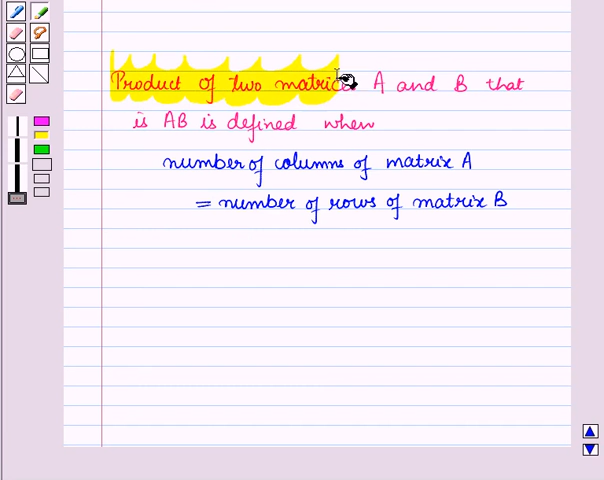 Product of two matrices A and B that
is AB is defined when
number of columns of matrix A
= number of rows of matrix B